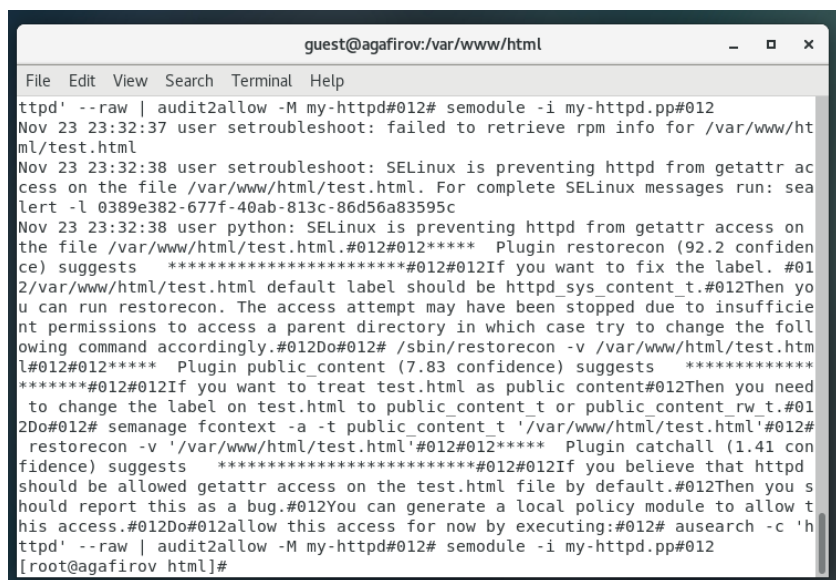 guest@agafirov:/var/www/html
File Edit View Search Terminal Help
ttpd' --raw | audit2allow -M my-httpd#012# semodule -i my-httpd.pp#012
Nov 23 23:32:37 user setroubleshoot: failed to retrieve rpm info for /var/www/ht
ml/test.html
Nov 23 23:32:38 user setroubleshoot: SELinux is preventing httpd from getattr ac
cess on the file /var/www/html/test.html. For complete SELinux messages run: sea
lert -l 0389e382-677f-40ab-813c-86d56a83595c
Nov 23 23:32:38 user python: SELinux is preventing httpd from getattr access on
the file /var/www/html/test.html.#012#012*****  Plugin restorecon (92.2 confiden
ce) suggests   ************************#012#012If you want to fix the label. #01
2/var/www/html/test.html default label should be httpd_sys_content_t.#012Then yo
u can run restorecon. The access attempt may have been stopped due to insufficie
nt permissions to access a parent directory in which case try to change the foll
owing command accordingly.#012Do#012# /sbin/restorecon -v /var/www/html/test.htm
l#012#012*****  Plugin public_content (7.83 confidence) suggests   *************
*******#012#012If you want to treat test.html as public content#012Then you need
 to change the label on test.html to public_content_t or public_content_rw_t.#01
2Do#012# semanage fcontext -a -t public_content_t '/var/www/html/test.html'#012#
 restorecon -v '/var/www/html/test.html'#012#012*****  Plugin catchall (1.41 con
fidence) suggests   **************************#012#012If you believe that httpd
should be allowed getattr access on the test.html file by default.#012Then you s
hould report this as a bug.#012You can generate a local policy module to allow t
his access.#012Do#012allow this access for now by executing:#012# ausearch -c 'h
ttpd' --raw | audit2allow -M my-httpd#012# semodule -i my-httpd.pp#012
[root@agafirov html]#